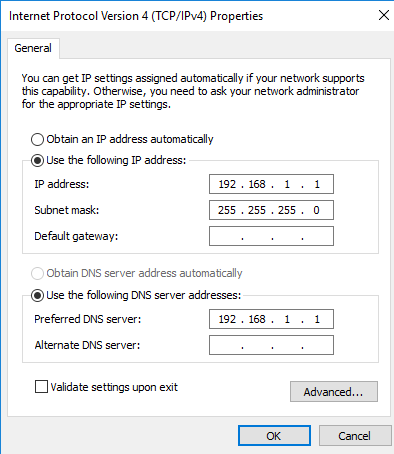 Internet Protocol Version 4 (TCP/IPv4) Properties
General
You can get IP settings assigned automatically if your network supports
this capability. Otherwise, you need to ask your network administrator
for the appropriate IP settings.
Obtain an IP address automatically
Use the following IP address:
IP address: 192 . 168 . 1 . 1
Subnet mask: 255 . 255 . 255 . 0
Default gateway: . . .
Obtain DNS server address automatically
Use the following DNS server addresses:
Preferred DNS server: 192 . 168 . 1 . 1
Alternate DNS server: . . .
Validate settings upon exit
Advanced...
OK Cancel